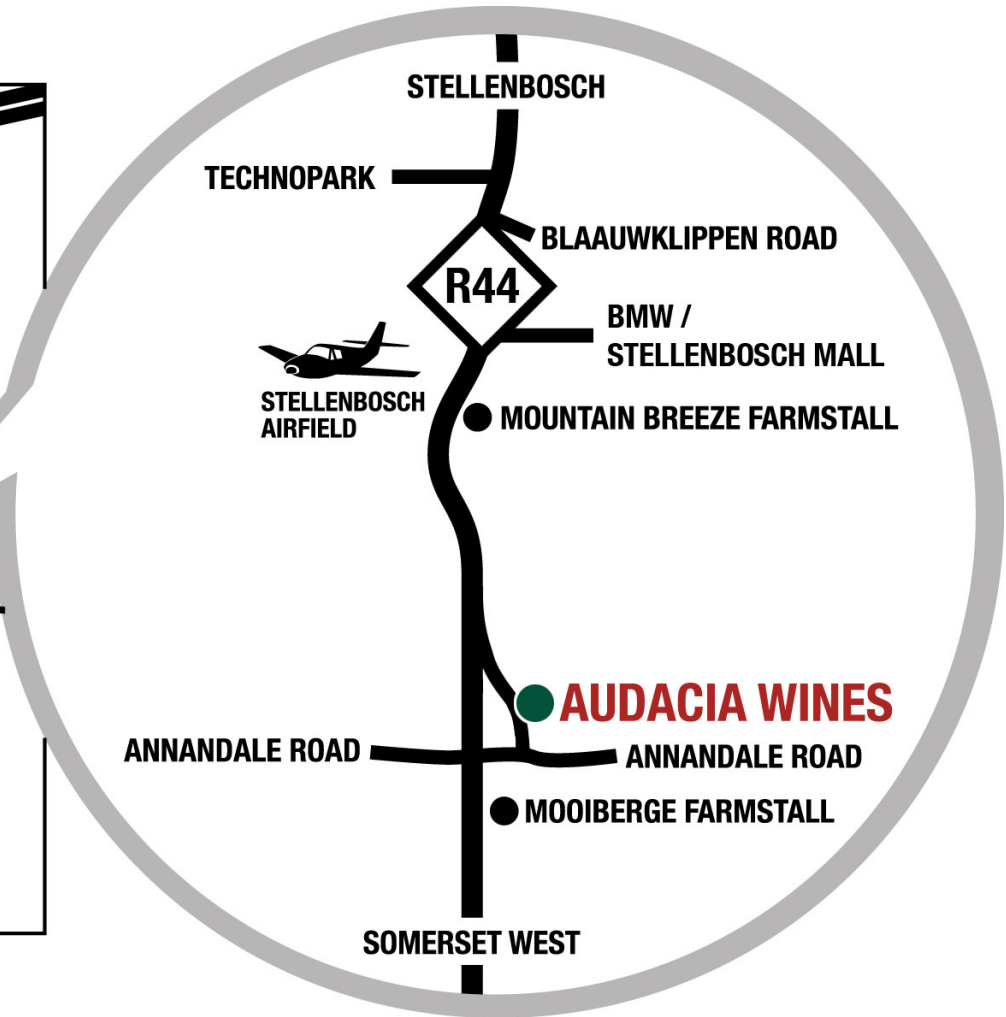 STELLENBOSCH
TECHNOPARK
BLAAUWKLIPPEN ROAD
R44
BMW /
STELLENBOSCH MALL
STELLENBOSCH
AIRFIELD
MOUNTAIN BREEZE FARMSTALL
AUDACIA WINES
ANNANDALE ROAD
ANNANDALE ROAD
MOOIBERGE FARMSTALL
SOMERSET WEST